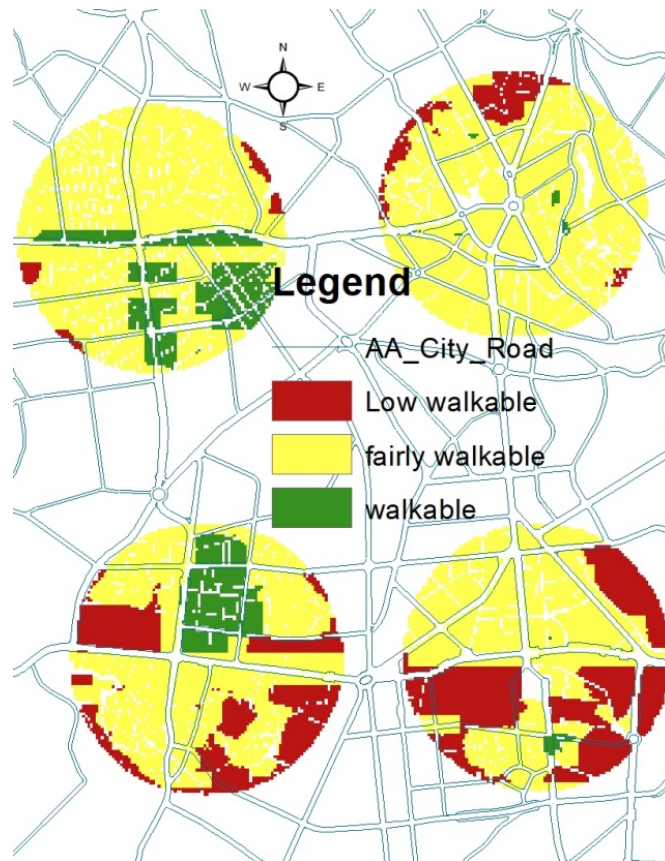 N
W E
S
Legend
AA_City_Road
Low walkable
fairly walkable
walkable